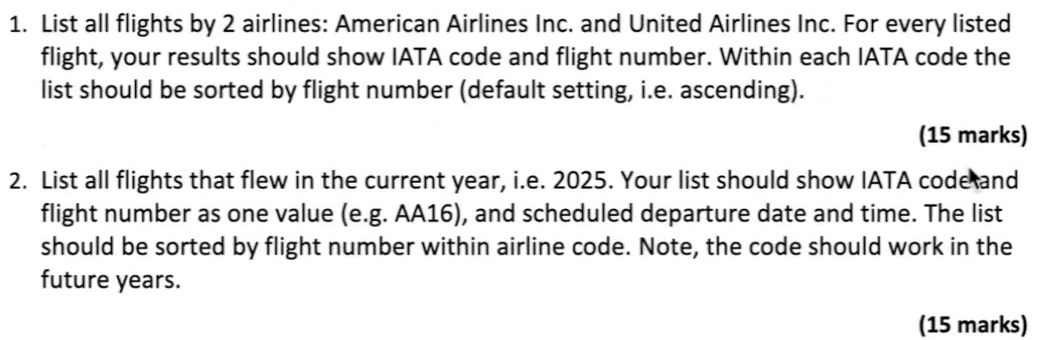 1. List all flights by 2 airlines: American Airlines Inc. and United Airlines Inc. For every listed
flight, your results should show IATA code and flight number. Within each IATA code the
list should be sorted by flight number (default setting, i.e. ascending).
(15 marks)
2. List all flights that flew in the current year, i.e. 2025. Your list should show IATA code and
flight number as one value (e.g. AA16), and scheduled departure date and time. The list
should be sorted by flight number within airline code. Note, the code should work in the
future years.
(15 marks)